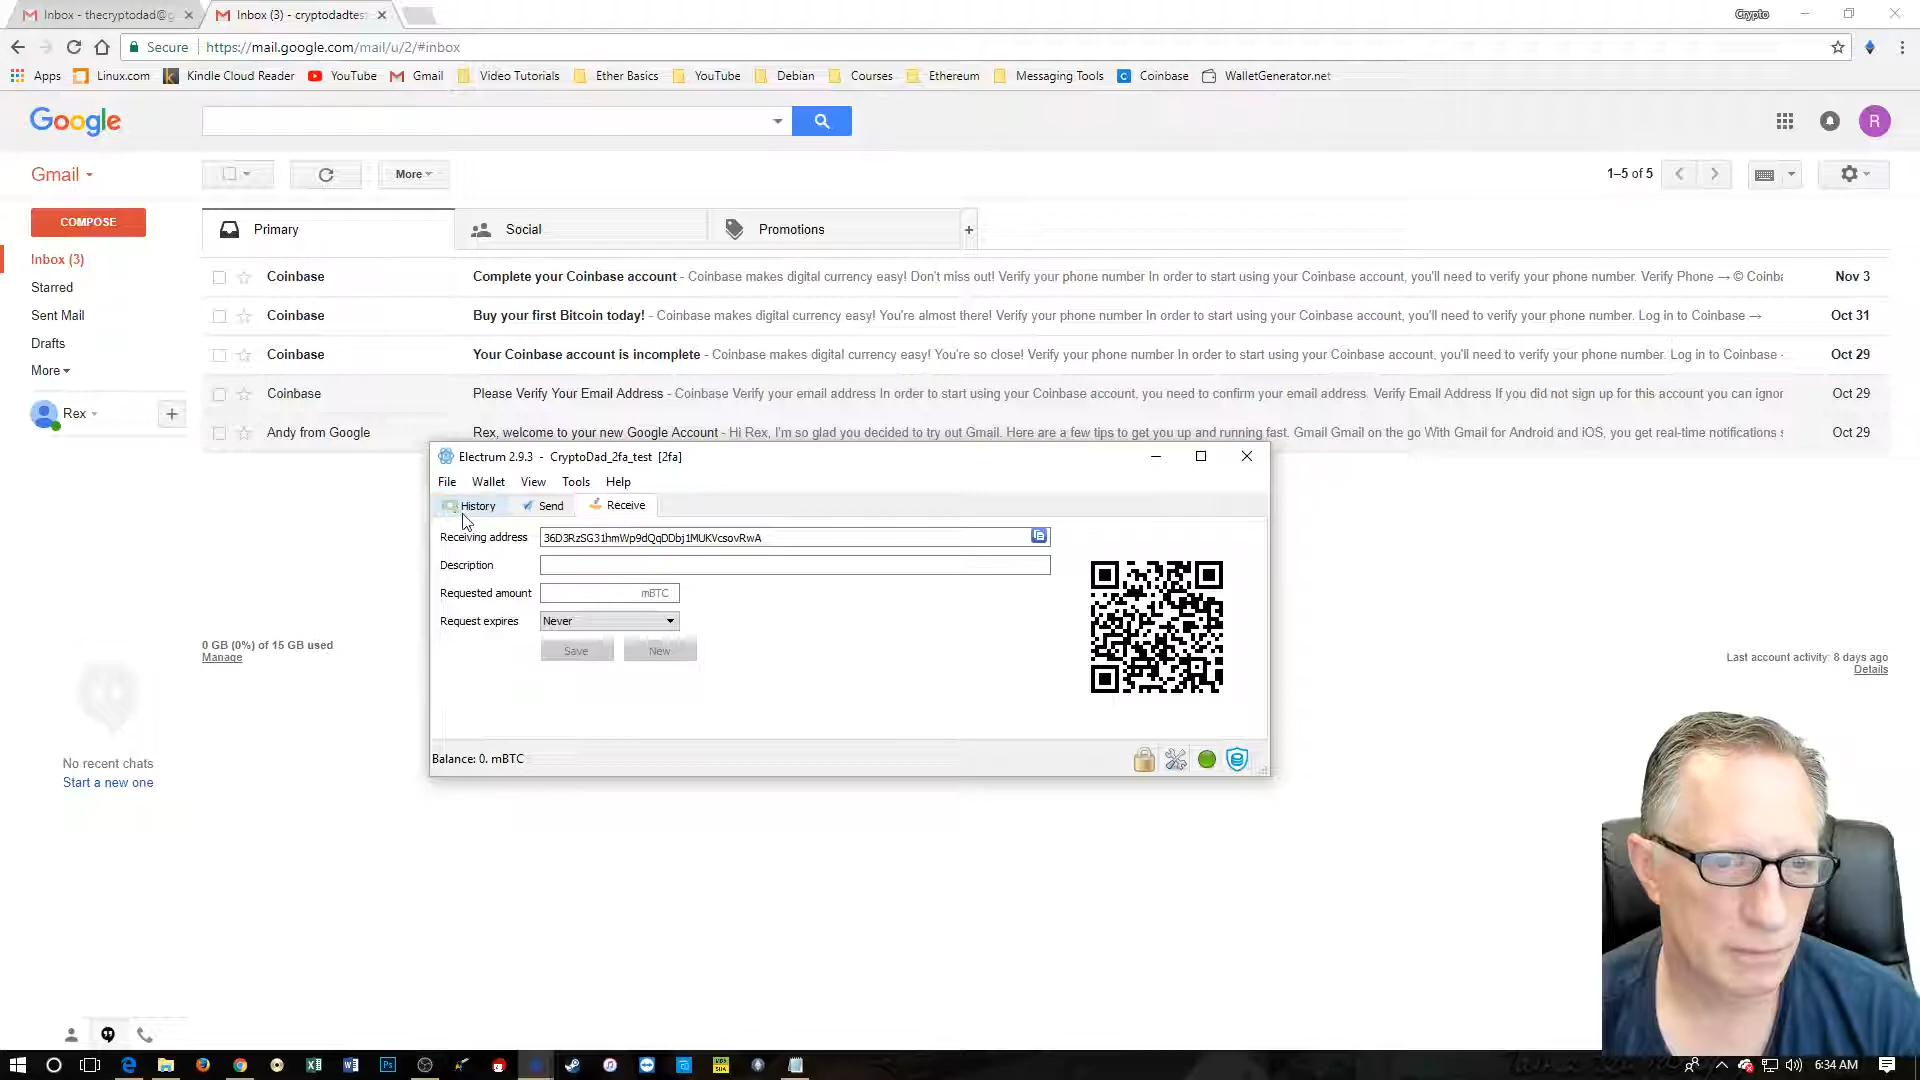 Inbox - thecryptodad@g
Inbox (3) - cryptodadtes
Crypto
Secure
https://mail.google.com/mail/u/2/#inbox
Apps
Linux.com
Kindle Cloud Reader
YouTube
Gmail
Video Tutorials
Ether Basics
YouTube
Debian
Courses
Ethereum
Messaging Tools
Coinbase
WalletGenerator.net
Google
R
Gmail
More
1–5 of 5
COMPOSE
Primary
Social
Promotions
+
Inbox (3)
Starred
Sent Mail
Drafts
More
Rex
+
Coinbase Complete your Coinbase account - Coinbase makes digital currency easy! Don't miss out! Verify your phone number In order to start using your Coinbase account, you'll need to verify your phone number. Verify Phone → © Coinba Nov 3
Coinbase Buy your first Bitcoin today! - Coinbase makes digital currency easy! You're almost there! Verify your phone number In order to start using your Coinbase account, you'll need to verify your phone number. Log in to Coinbase → Oct 31
Coinbase Your Coinbase account is incomplete - Coinbase makes digital currency easy! You're so close! Verify your phone number In order to start using your Coinbase account, you'll need to verify your phone number. Log in to Coinbase - Oct 29
Coinbase Please Verify Your Email Address - Coinbase Verify your email address In order to start using your Coinbase account, you need to confirm your email address. Verify Email Address If you did not sign up for this account you can ignor Oct 29
Andy from Google Rex, welcome to your new Google Account - Hi Rex, I'm so glad you decided to try out Gmail. Here are a few tips to get you up and running fast. Gmail Gmail on the go With Gmail for Android and iOS, you get real-time notifications s Oct 29
Electrum 2.9.3 - CryptoDad_2fa_test [2fa]
File Wallet View Tools Help
History Send Receive
Receiving address 36D3RzSG31hmWp9dQqDDbj1MUKVcsovRwA
Description
Requested amount mBTC
Request expires Never
Save New
Balance: 0. mBTC
0 GB (0%) of 15 GB used
Manage
Last account activity: 8 days ago
Details
No recent chats
Start a new one
6:34 AM